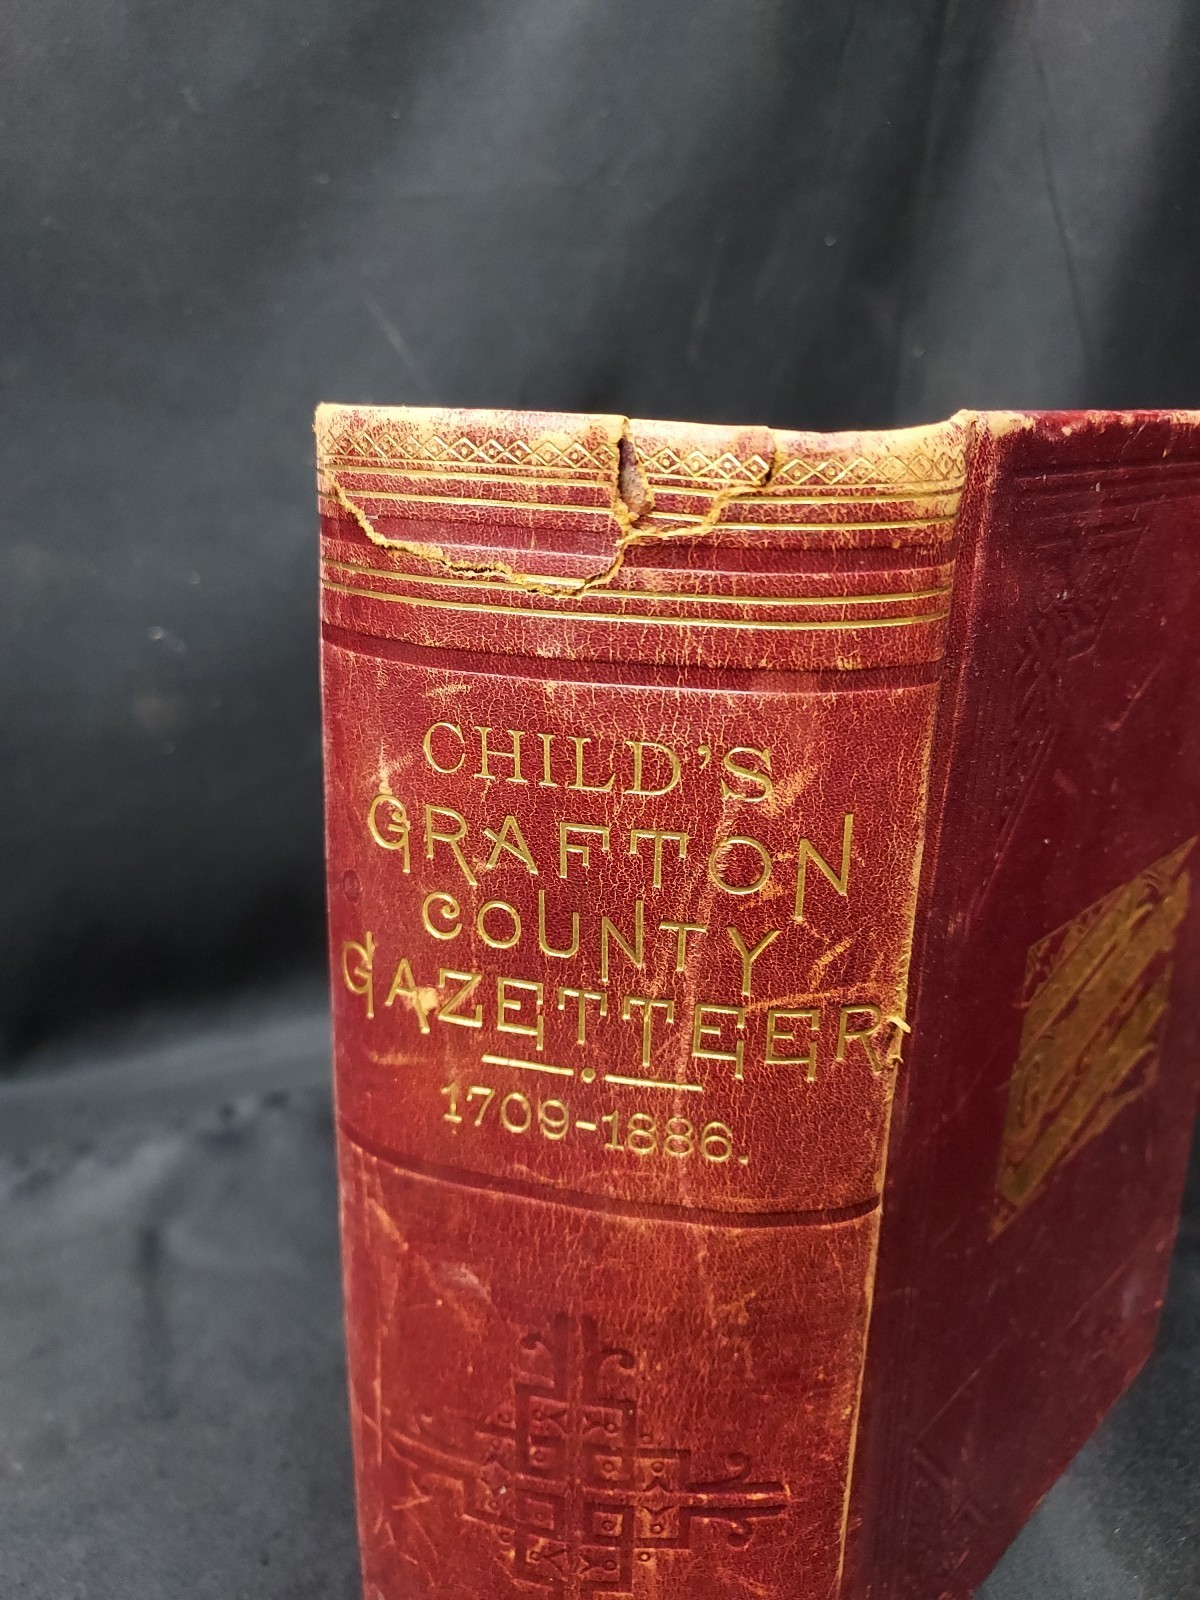 CHILD'S
GRAFTON
COUNTY
GAZETTEER
1709-1886.